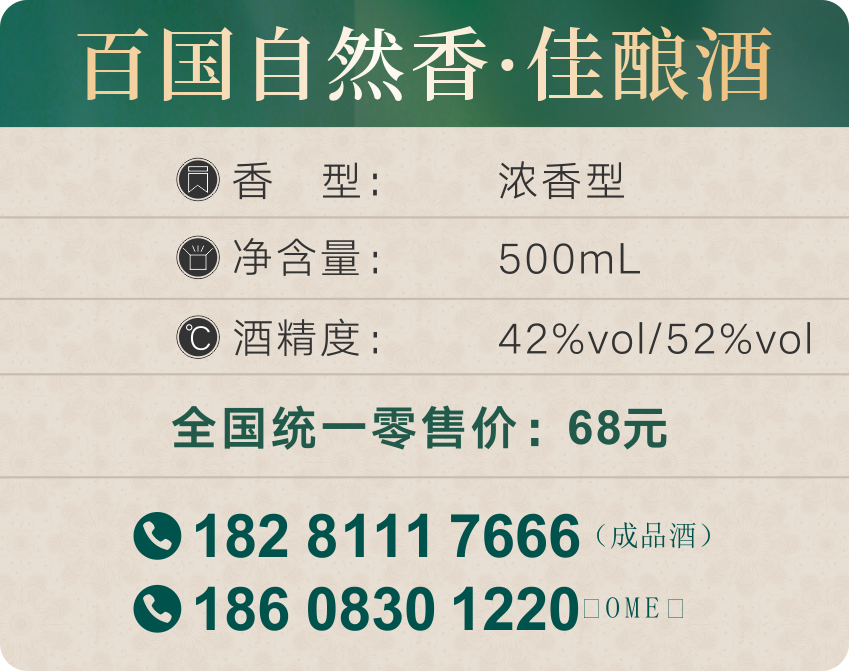 百国自然香·佳酿酒
香 型: 浓香型
净含量: 500mL
℃ 酒精度: 42%vol/52%vol
全国统一零售价: 68元
182 8111 7666（成品酒）
186 0830 1220□OME□